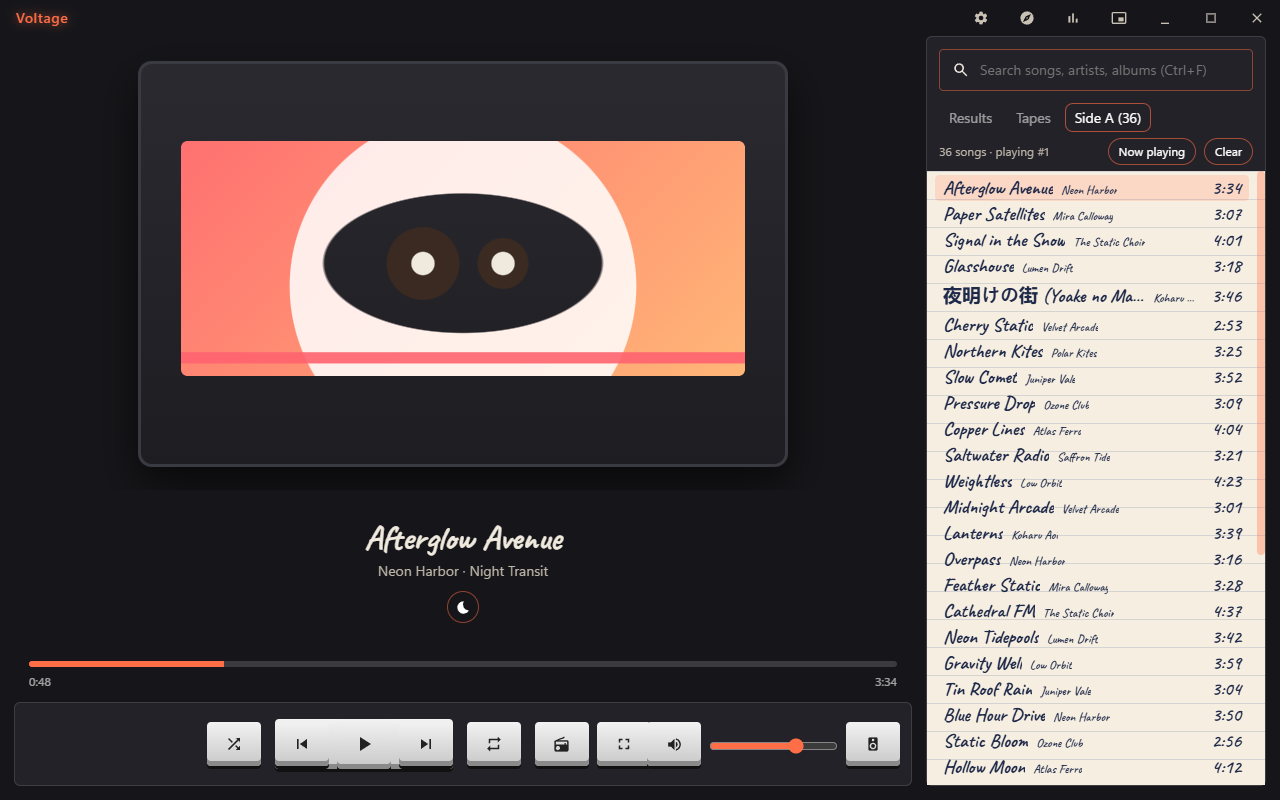 Voltage
Search songs, artists, albums (Ctrl+F)
Results Tapes Side A (36)
36 songs · playing #1 Now playing Clear
Afterglow Avenue Neon Harbor 3:34
Paper Satellites Mira Calloway 3:07
Signal in the Snow The Static Choir 4:01
Glasshouse Lumen Drift 3:18
夜明けの街 (Yoake no Ma... Koharu ... 3:46
Cherry Static Velvet Arcade 2:53
Northern Kites Polar Kites 3:25
Slow Comet Juniper Vale 3:52
Pressure Drop Ozone Club 3:09
Copper Lines Atlas Ferro 4:04
Saltwater Radio Saffron Tide 3:21
Weightless Low Orbit 4:23
Midnight Arcade Velvet Arcade 3:01
Lanterns Koharu Aoi 3:39
Overpass Neon Harbor 3:16
Feather Static Mira Calloway 3:28
Cathedral FM The Static Choir 4:37
Neon Tidepools Lumen Drift 3:42
Gravity Well Low Orbit 3:59
Tin Roof Rain Juniper Vale 3:04
Blue Hour Drive Neon Harbor 3:50
Static Bloom Ozone Club 2:56
Hollow Moon Atlas Ferro 4:12
Afterglow Avenue
Neon Harbor · Night Transit
0:48 3:34